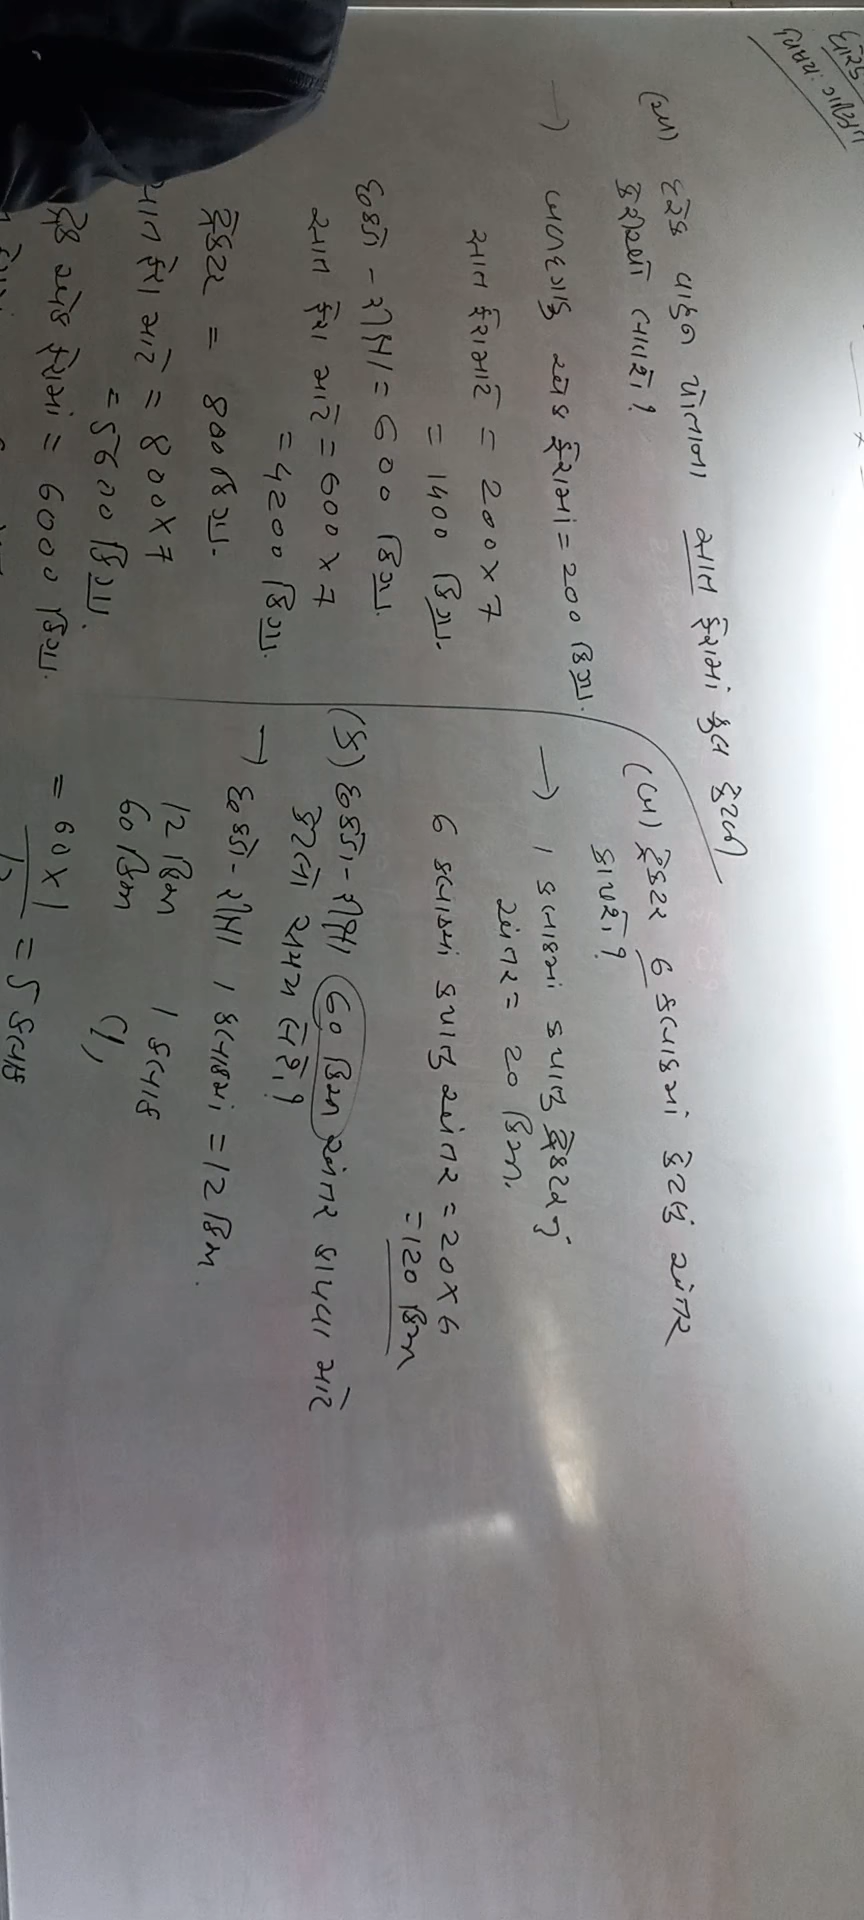 ધોરણ
વિષય: ગણિત
(અ) દરેક વાહન પોતાના સાત ફેરામાં કુલ કેટલી
કેરીઓ લાવશે?
→ બળદગાડુ એક ફેરામાં = 200 કિગ્રા.
સાત ફેરામાટે = 200 × 7
= 1400 કિગ્રા.
છકડો - રીક્ષા = 600 કિગ્રા.
સાત ફેરા માટે = 600 × 7
= 4200 કિગ્રા.
ટ્રેક્ટર = 800 કિગ્રા.
સાત ફેરા માટે = 800 × 7
= 5600 કિગ્રા.
ટ્રક એક ફેરામાં = 6000 કિગ્રા.
(બ) ટ્રેક્ટર 6 કલાકમાં કેટલું અંતર
કાપશે?
→ 1 કલાકમાં કપાતુ ટ્રેક્ટરનું
અંતર = 20 કિમી.
6 કલાકમાં કપાતુ અંતર = 20 × 6
= 120 કિમી
(ક) છકડો - રીક્ષા 60 કિમી અંતર કાપવા માટે
કેટલો સમય લેશે?
→ છકડો - રીક્ષા 1 કલાકમાં = 12 કિમી.
12 કિમી 1 કલાક
60 કિમી (?)
= 60 × 1
12
= 5 કલાક